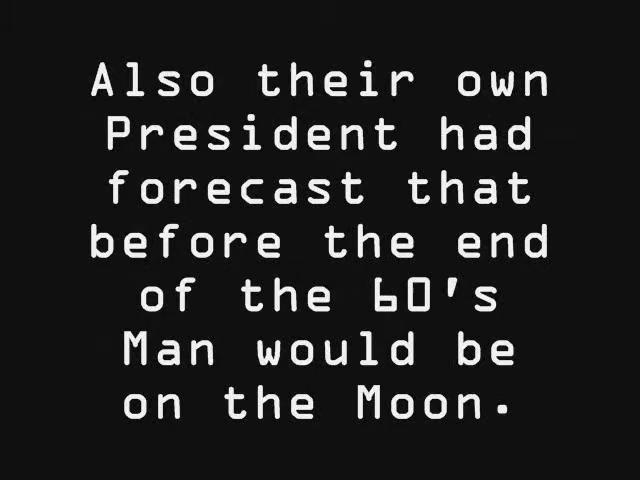 Also their own
President had
forecast that
before the end
of the 60's
Man would be
on the Moon.